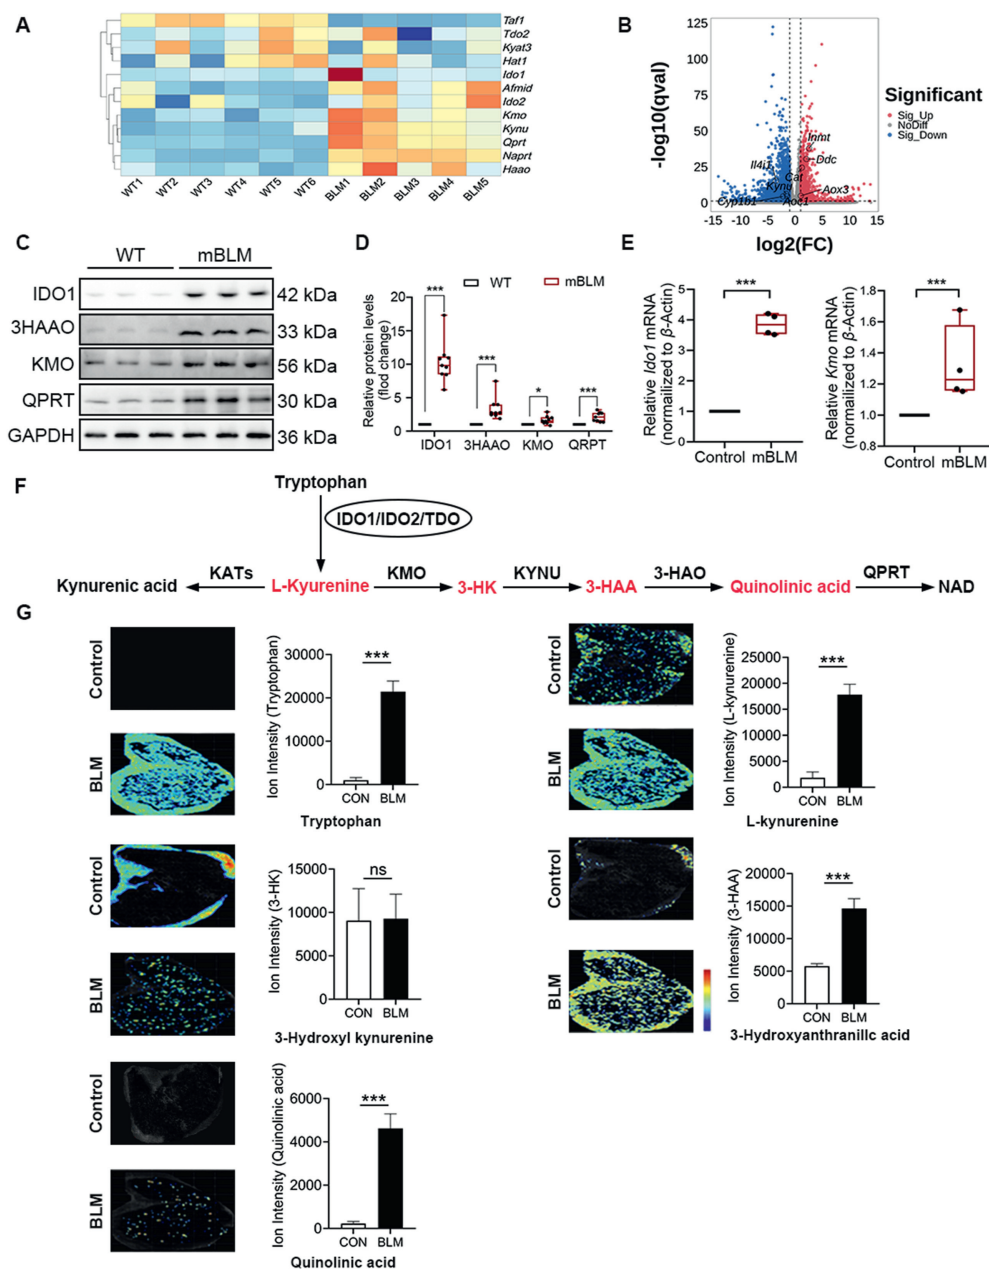 A
Taf1
Tdo2
Kyat3
Hat1
Ido1
Afmid
Ido2
Kmo
Kynu
Qprt
Naprt
Haao
WT1 WT2 WT3 WT4 WT5 WT6 BLM1 BLM2 BLM3 BLM4 BLM5
B
-log10(qval)
125
100
75
50
25
0
Inmt
Il4i1
Ddc
Cat
Kynu
Aox3
Cyp1b1
Aoc1
-15 -10 -5 0 5 10 15
log2(FC)
Significant
Sig_Up
NoDiff
Sig_Down
C
WT mBLM
IDO1 42 kDa
3HAAO 33 kDa
KMO 56 kDa
QPRT 30 kDa
GAPDH 36 kDa
D
WT mBLM
Relative protein levels
(flod change)
20
15
10
5
0
*** *** * ***
IDO1 3HAAO KMO QRPT
E
Relative Ido1 mRNA
(normailzed to β-Actin)
5
4
3
2
1
0
***
Control mBLM
Relative Kmo mRNA
(normailzed to β-Actin)
1.8
1.6
1.4
1.2
1.0
0.8
***
Control mBLM
F
Tryptophan
IDO1/IDO2/TDO
Kynurenic acid KATs L-Kyurenine KMO 3-HK KYNU 3-HAA 3-HAO Quinolinic acid QPRT NAD
G
Control
BLM
Ion Intensity (Tryptophan)
30000
20000
10000
0
***
CON BLM
Tryptophan
Control
BLM
Ion Intensity (L-kynurenine)
25000
20000
15000
10000
5000
0
***
CON BLM
L-kynurenine
Control
BLM
Ion Intensity (3-HK)
15000
10000
5000
0
ns
CON BLM
3-Hydroxyl kynurenine
Control
BLM
Ion Intensity (3-HAA)
20000
15000
10000
5000
0
***
CON BLM
3-Hydroxyanthranillc acid
Control
BLM
Ion Intensity (Quinolinic acid)
6000
4000
2000
0
***
CON BLM
Quinolinic acid